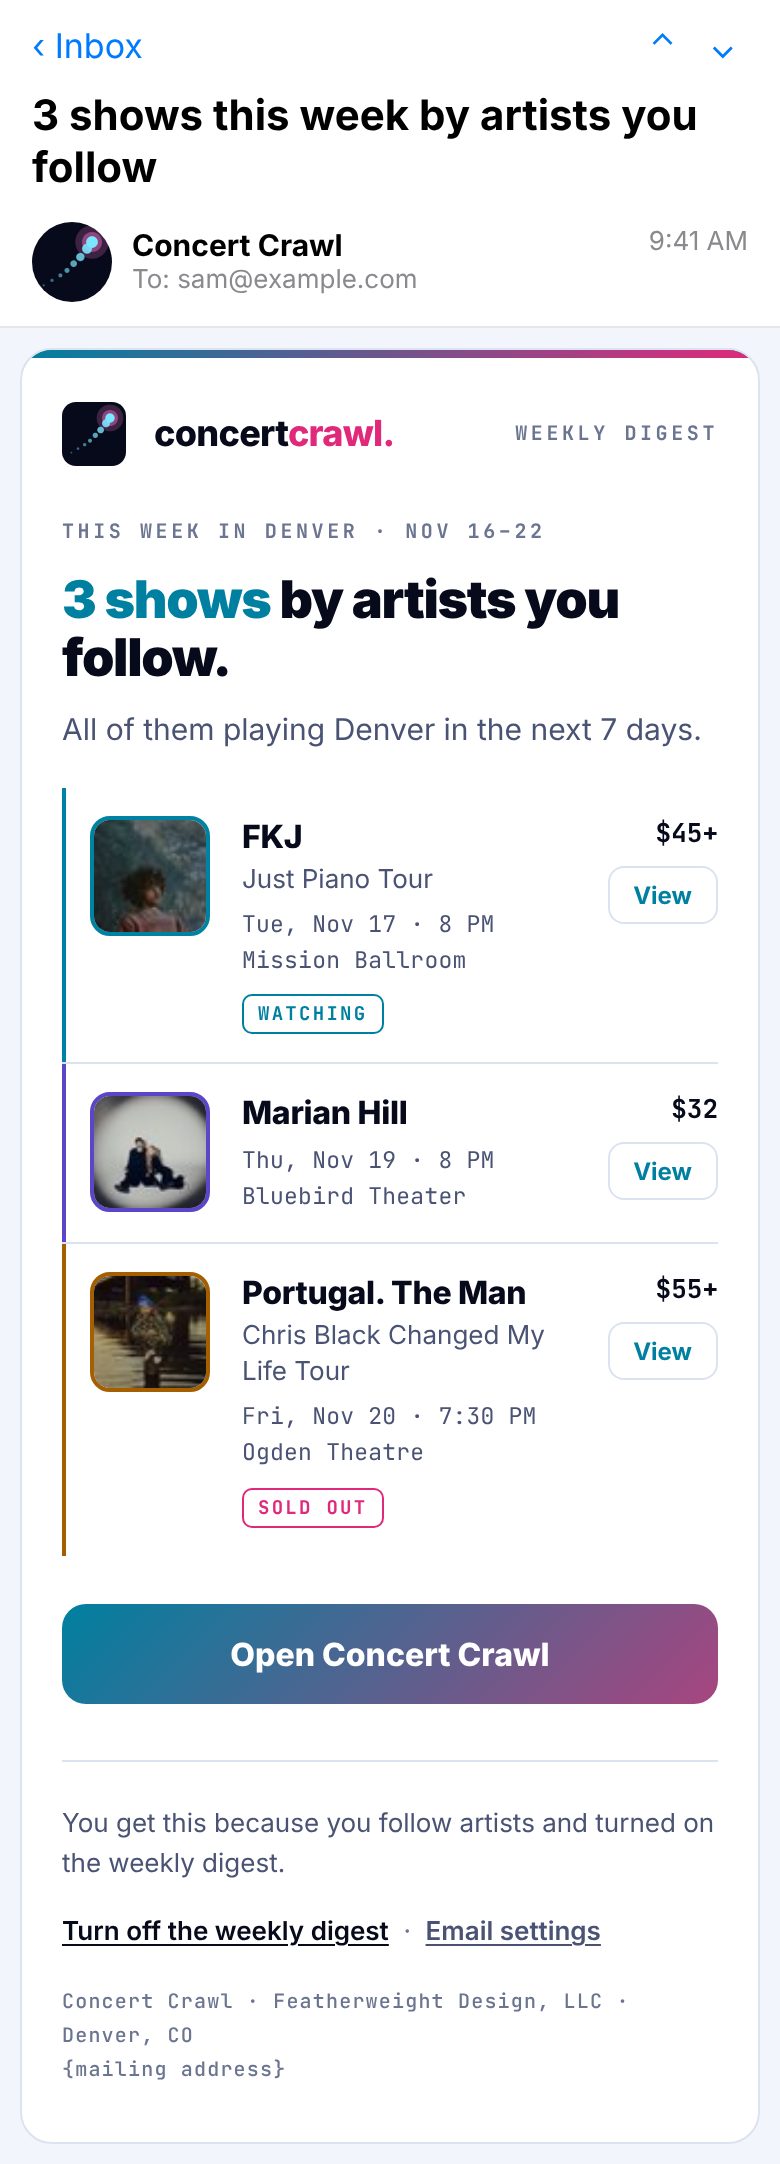 ‹ Inbox
3 shows this week by artists you
follow
Concert Crawl
9:41 AM
To: sam@example.com
concertcrawl.
WEEKLY DIGEST
THIS WEEK IN DENVER · NOV 16–22
3 shows by artists you
follow.
All of them playing Denver in the next 7 days.
FKJ
$45+
Just Piano Tour
View
Tue, Nov 17 · 8 PM
Mission Ballroom
WATCHING
Marian Hill
$32
Thu, Nov 19 · 8 PM
View
Bluebird Theater
Portugal. The Man
$55+
Chris Black Changed My
Life Tour
View
Fri, Nov 20 · 7:30 PM
Ogden Theatre
SOLD OUT
Open Concert Crawl
You get this because you follow artists and turned on
the weekly digest.
Turn off the weekly digest · Email settings
Concert Crawl · Featherweight Design, LLC ·
Denver, CO
{mailing address}